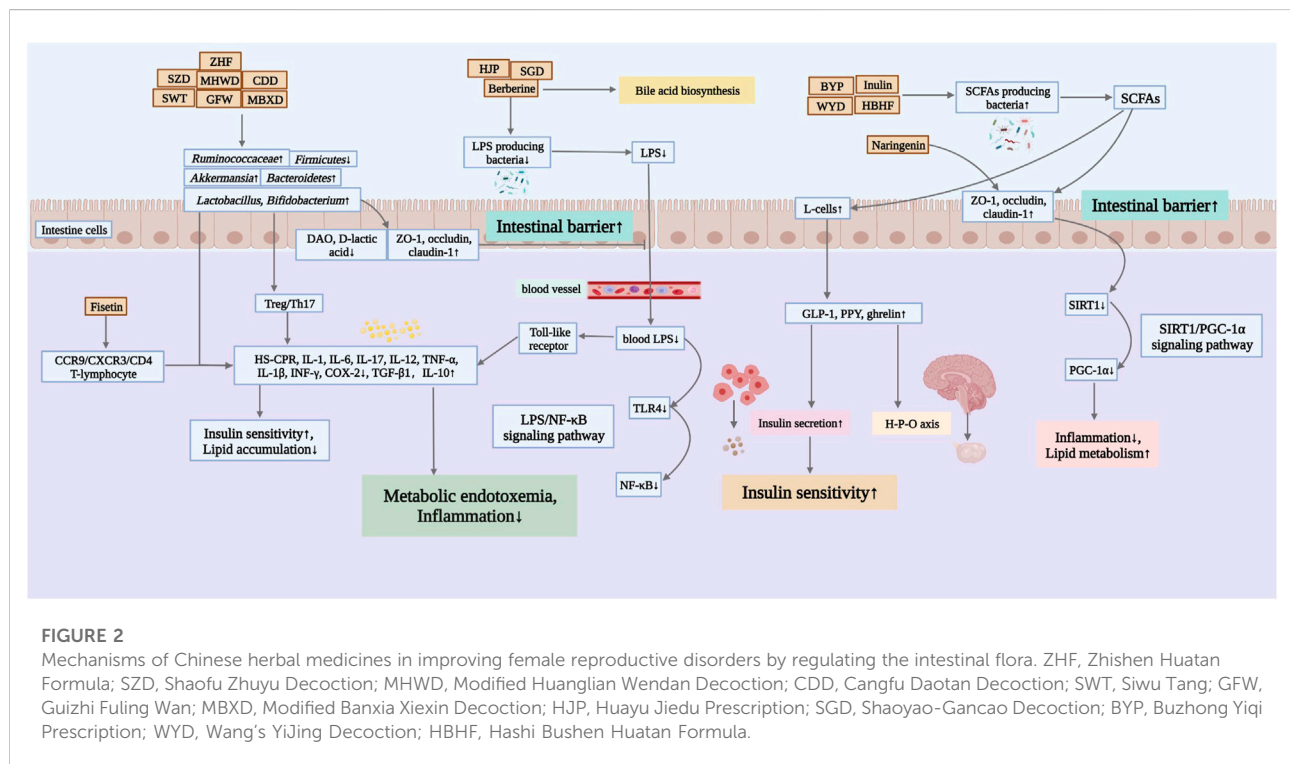 ZHF
SZD
MHWD
CDD
SWT
GFW
MBXD
Ruminococcaceae↑
Firmicutes↓
Akkermansia↑
Bacteroidetes↑
Lactobacillus, Bifidobacterium↑
HJP
SGD
Berberine
Bile acid biosynthesis
LPS producing
bacteria↓
LPS↓
BYP
Inulin
WYD
HBHF
SCFAs producing
bacteria↑
SCFAs
Naringenin
Intestine cells
DAO, D-lactic
acid↓
ZO-1, occludin,
claudin-1↑
Intestinal barrier↑
L-cells↑
ZO-1, occludin,
claudin-1↑
Intestinal barrier↑
Fisetin
CCR9/CXCR3/CD4
T-lymphocyte
Treg/Th17
HS-CPR, IL-1, IL-6, IL-17, IL-12, TNF-α,
IL-1β, INF-γ, COX-2↓, TGF-β1, IL-10↑
Insulin sensitivity↑,
Lipid accumulation↓
Metabolic endotoxemia,
Inflammation↓
blood vessel
Toll-like
receptor
blood LPS↓
TLR4↓
NF-κB↓
LPS/NF-κB
signaling pathway
GLP-1, PPY, ghrelin↑
Insulin secretion↑
H-P-O axis
Insulin sensitivity↑
SIRT1↓
PGC-1α↓
SIRT1/PGC-1α
signaling pathway
Inflammation↓,
Lipid metabolism↑
FIGURE 2
Mechanisms of Chinese herbal medicines in improving female reproductive disorders by regulating the intestinal flora. ZHF, Zhishen Huatan
Formula; SZD, Shaofu Zhuyu Decoction; MHWD, Modified Huanglian Wendan Decoction; CDD, Cangfu Daotan Decoction; SWT, Siwu Tang; GFW,
Guizhi Fuling Wan; MBXD, Modified Banxia Xiexin Decoction; HJP, Huayu Jiedu Prescription; SGD, Shaoyao-Gancao Decoction; BYP, Buzhong Yiqi
Prescription; WYD, Wang's YiJing Decoction; HBHF, Hashi Bushen Huatan Formula.